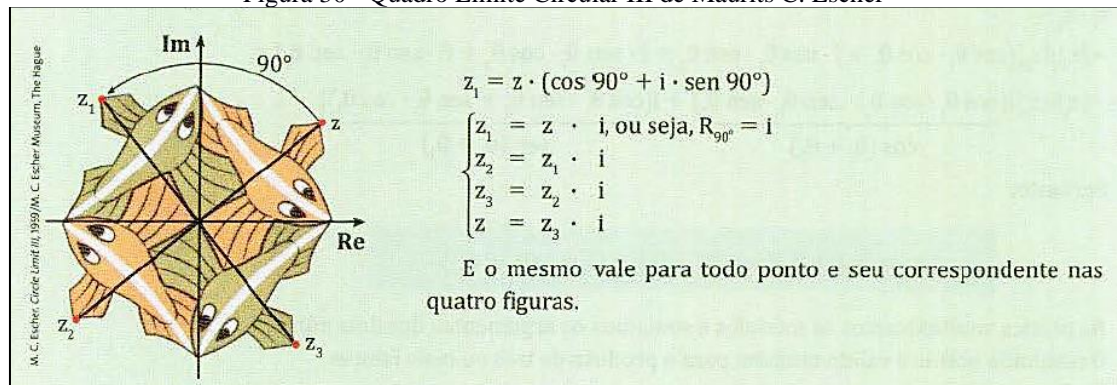 Figura 30 - Quadro Limite Circular III de Maurits C. Escher
M. C. Escher. Circle Limit III, 1959/M. C. Escher Museum, The Hague
Im
90°
z₁
z
Re
z₂
z₃
z₁ = z · (cos 90° + i · sen 90°)
z₁ = z · i, ou seja, R₉₀° = i
z₂ = z₁ · i
z₃ = z₂ · i
z = z₃ · i
E o mesmo vale para todo ponto e seu correspondente nas
quatro figuras.